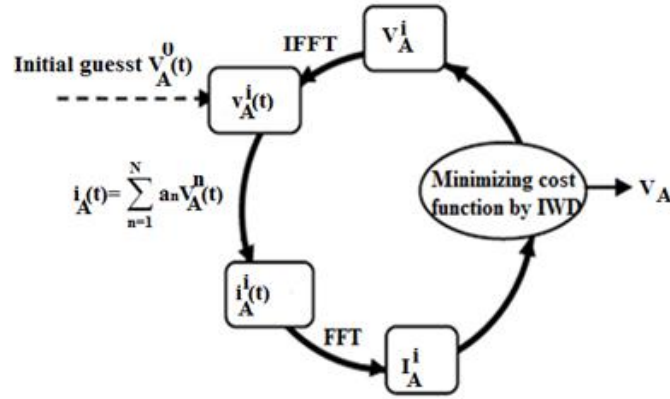 IFFT
V_A^i
Initial guesst V_A^0(t)
v_A^i(t)
i_A(t)= \sum_{n=1}^{N} a_n V_A^n(t)
Minimizing cost
function by IWD
V_A
i_A^i(t)
FFT
I_A^i